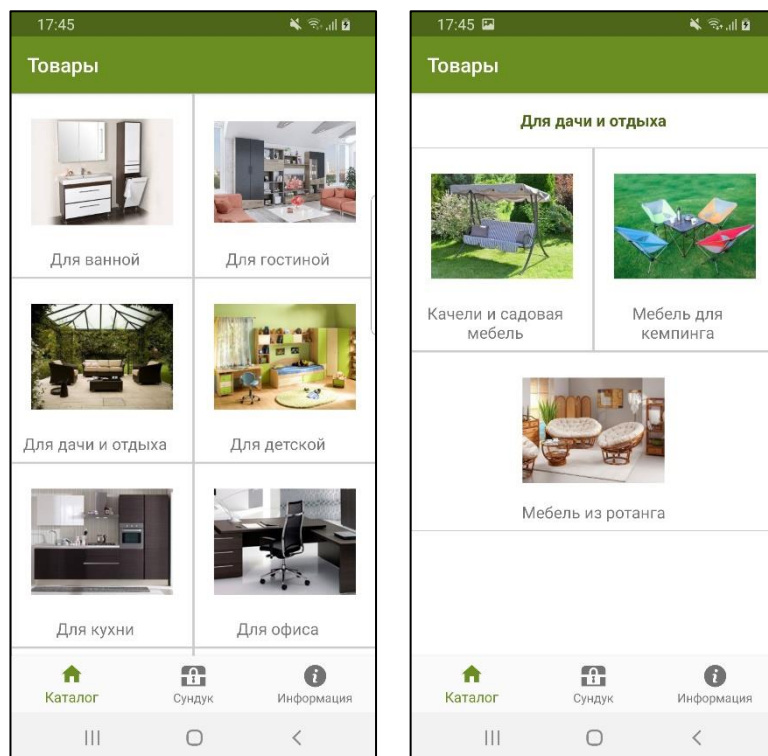 17:45
Товары
Для ванной
Для гостиной
Для дачи и отдыха
Для детской
Для кухни
Для офиса
Каталог
Сундук
Информация
17:45
Товары
Для дачи и отдыха
Качели и садовая
мебель
Мебель для
кемпинга
Мебель из ротанга
Каталог
Сундук
Информация